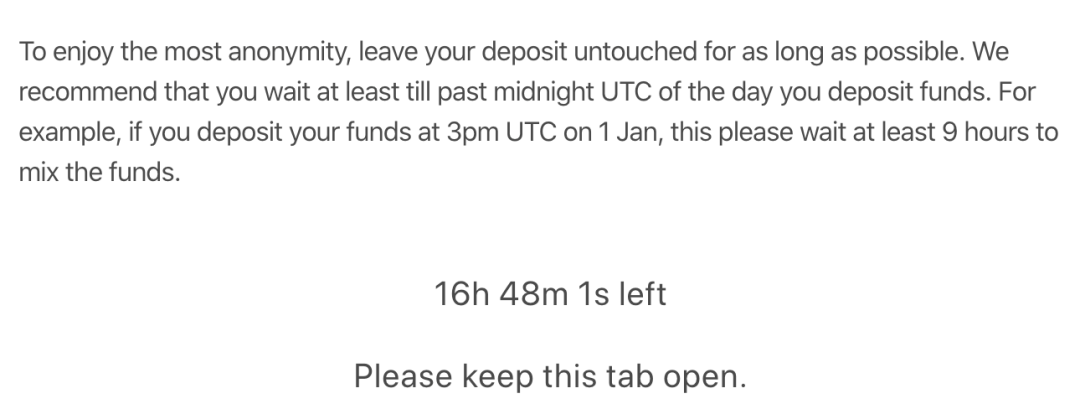 To enjoy the most anonymity, leave your deposit untouched for as long as possible. We
recommend that you wait at least till past midnight UTC of the day you deposit funds. For
example, if you deposit your funds at 3pm UTC on 1 Jan, this please wait at least 9 hours to
mix the funds.
16h 48m 1s left
Please keep this tab open.